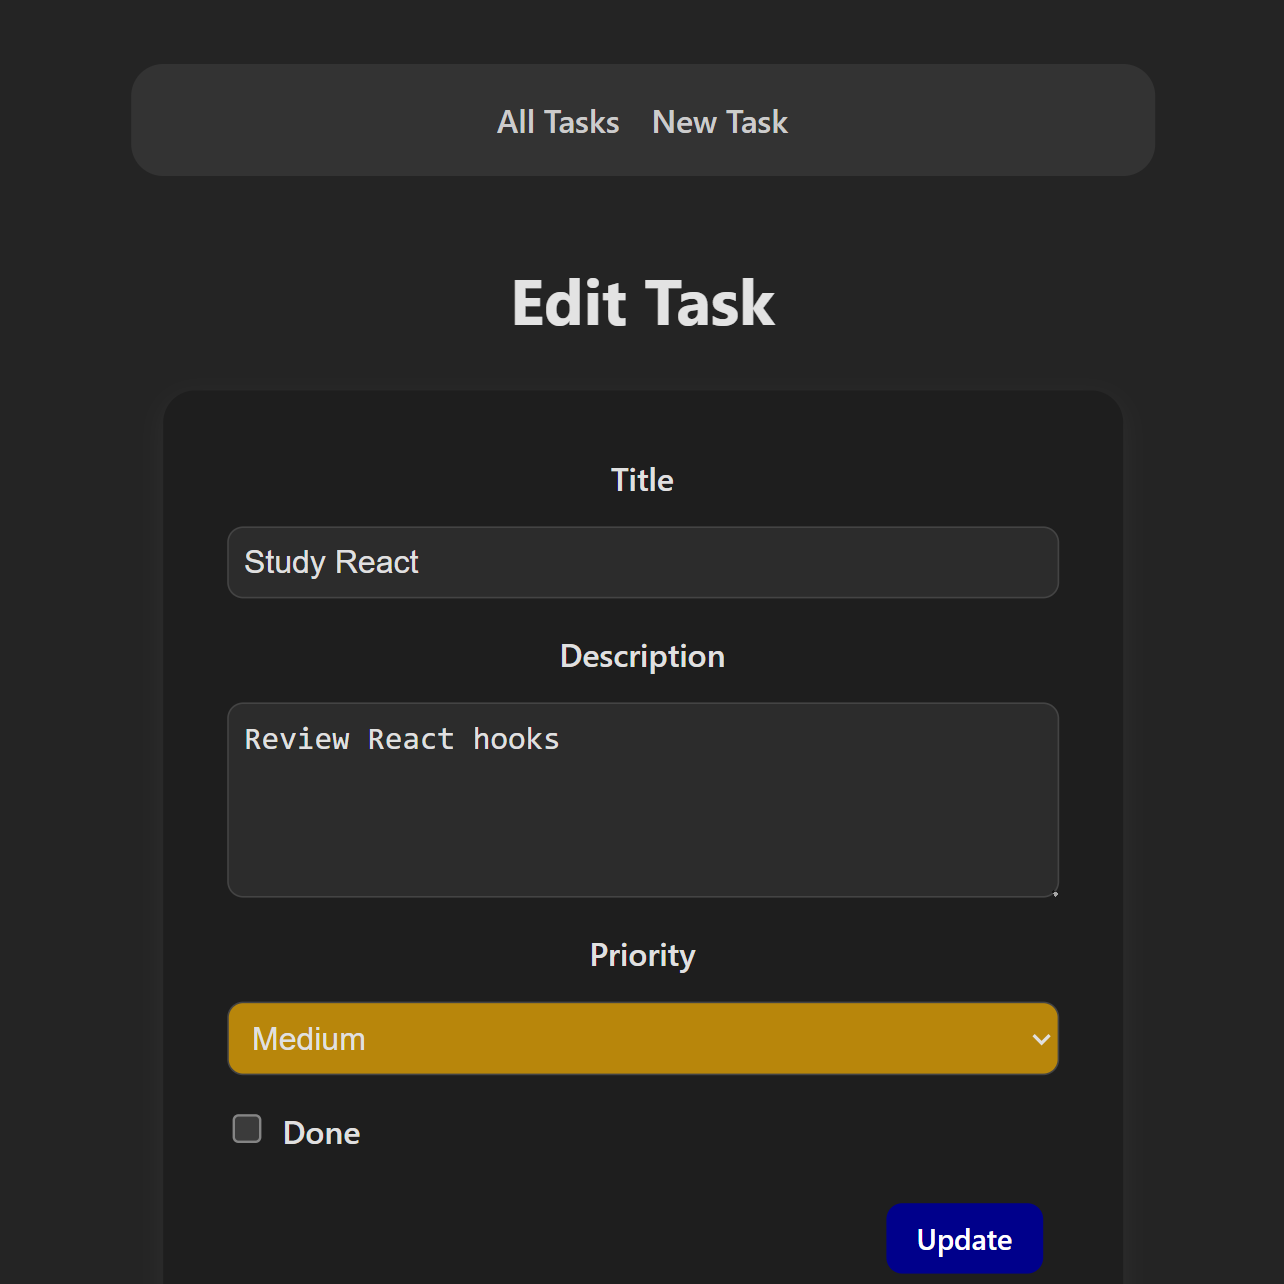 All Tasks New Task
Edit Task
Title
Study React
Description
Review React hooks
Priority
Medium
Done
Update